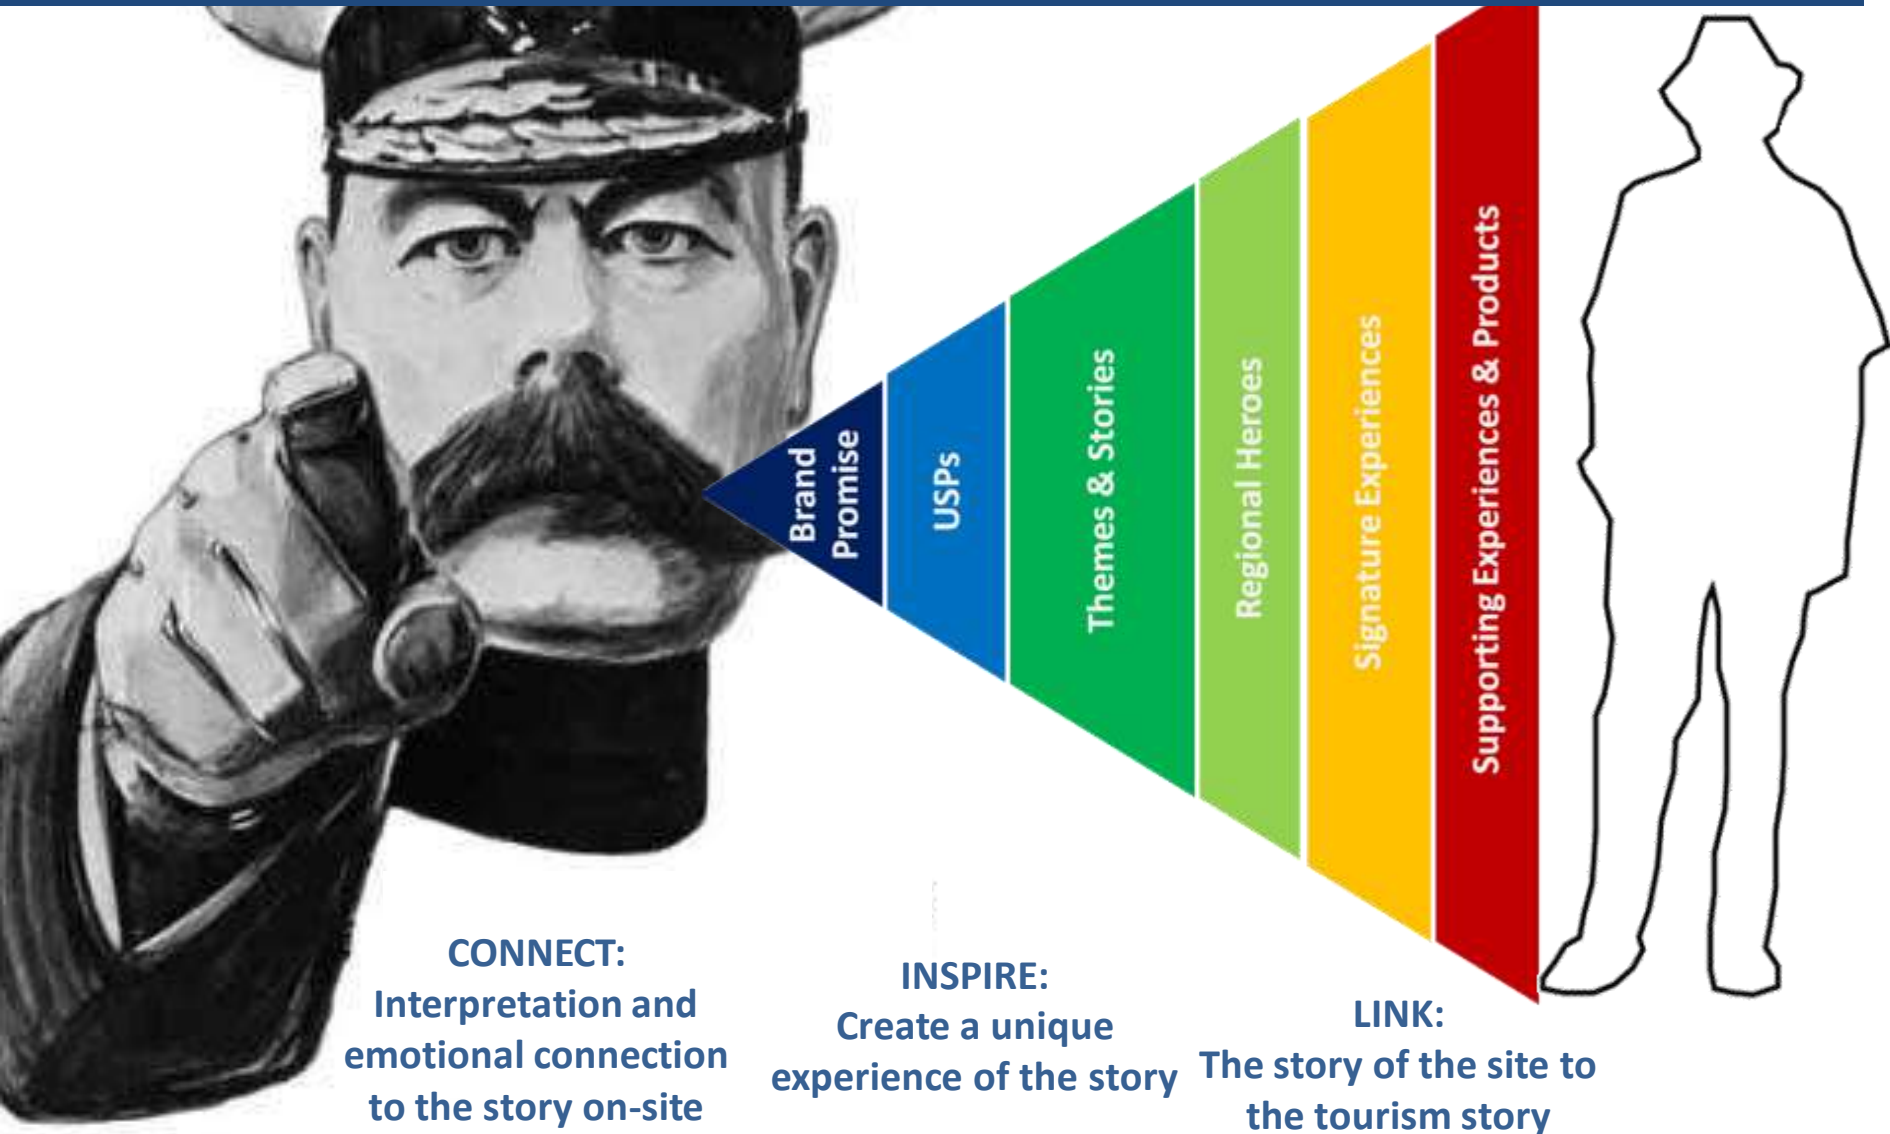 Brand
Promise
USPs
Themes & Stories
Regional Heroes
Signature Experiences
Supporting Experiences & Products
CONNECT:
Interpretation and
emotional connection
to the story on-site
INSPIRE:
Create a unique
experience of the story
LINK:
The story of the site to
the tourism story